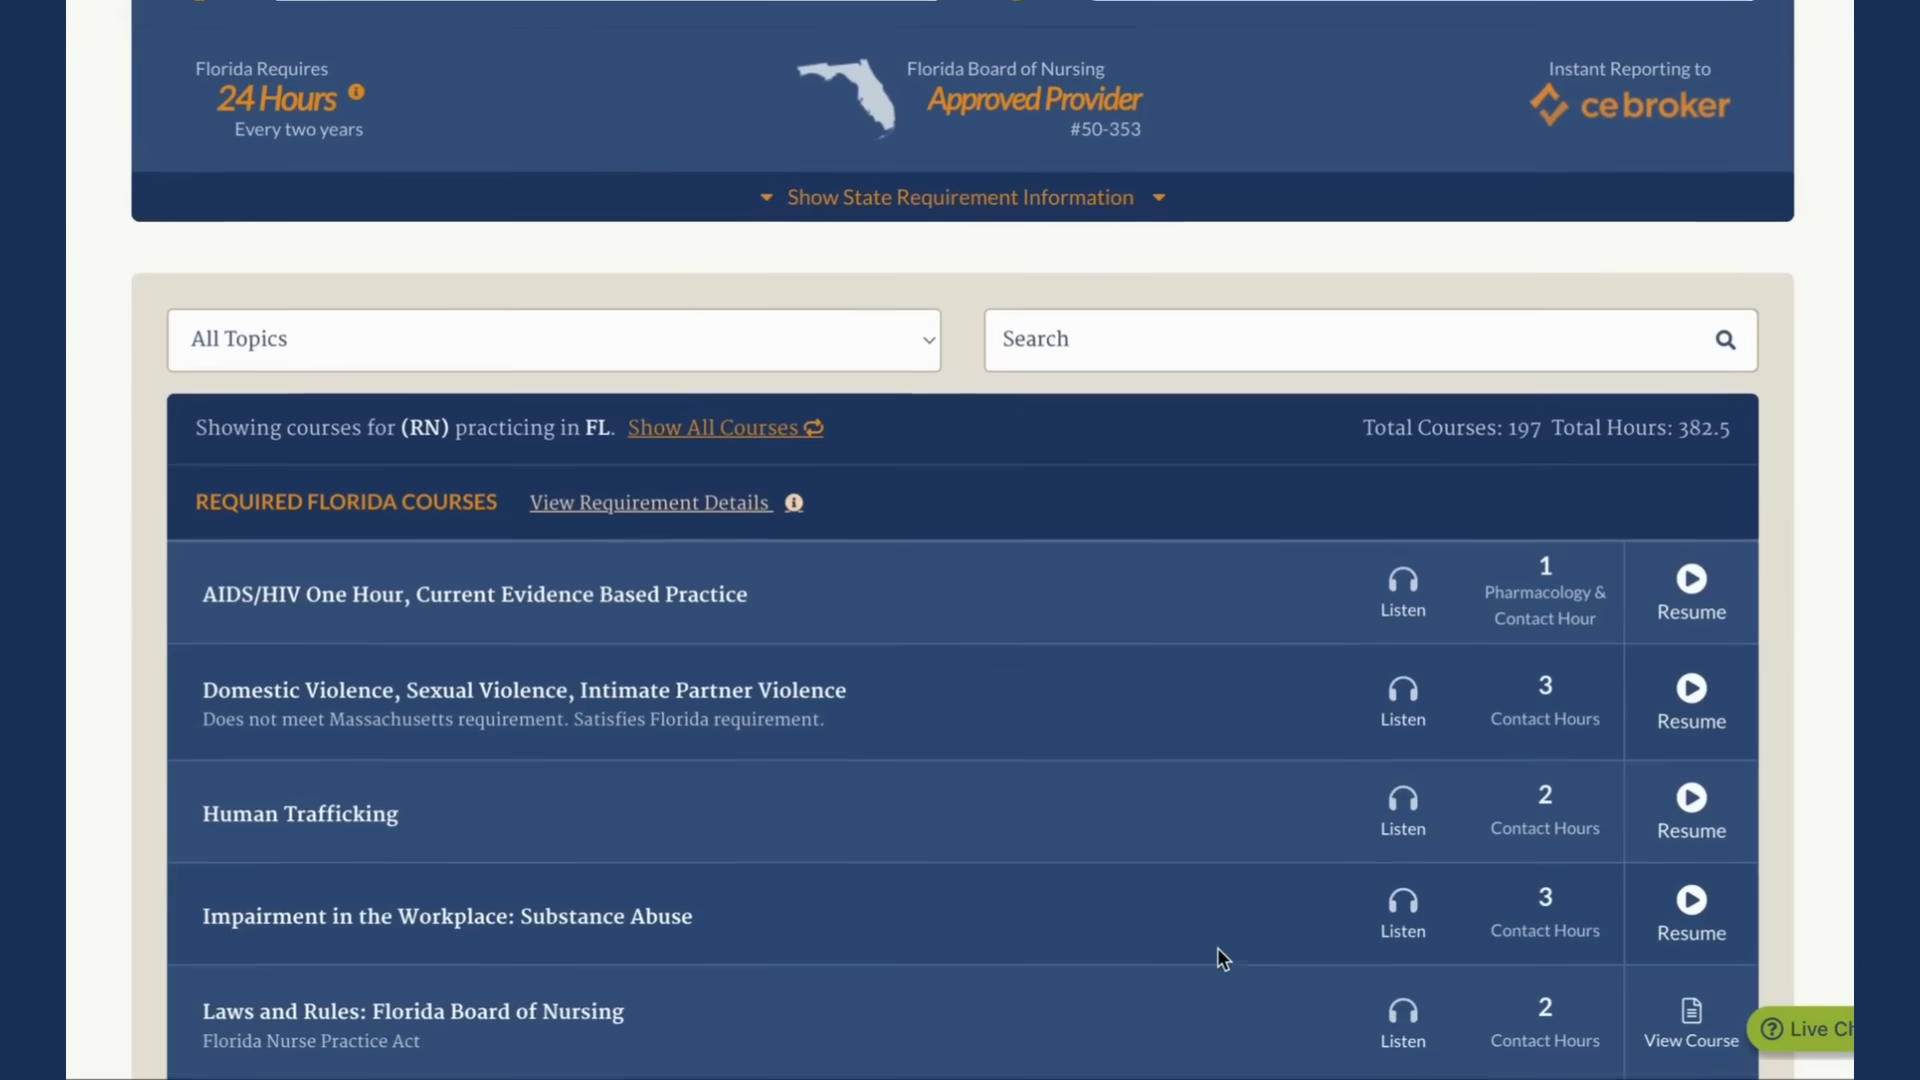 Florida Requires
24 Hours
Every two years
Florida Board of Nursing
Approved Provider
#50-353
Instant Reporting to
ce broker
Show State Requirement Information
All Topics
Search
Showing courses for (RN) practicing in FL. Show All Courses
Total Courses: 197 Total Hours: 382.5
REQUIRED FLORIDA COURSES View Requirement Details
AIDS/HIV One Hour, Current Evidence Based Practice
Listen
1
Pharmacology &
Contact Hour
Resume
Domestic Violence, Sexual Violence, Intimate Partner Violence
Does not meet Massachusetts requirement. Satisfies Florida requirement.
Listen
3
Contact Hours
Resume
Human Trafficking
Listen
2
Contact Hours
Resume
Impairment in the Workplace: Substance Abuse
Listen
3
Contact Hours
Resume
Laws and Rules: Florida Board of Nursing
Florida Nurse Practice Act
Listen
2
Contact Hours
View Course
Live Ch